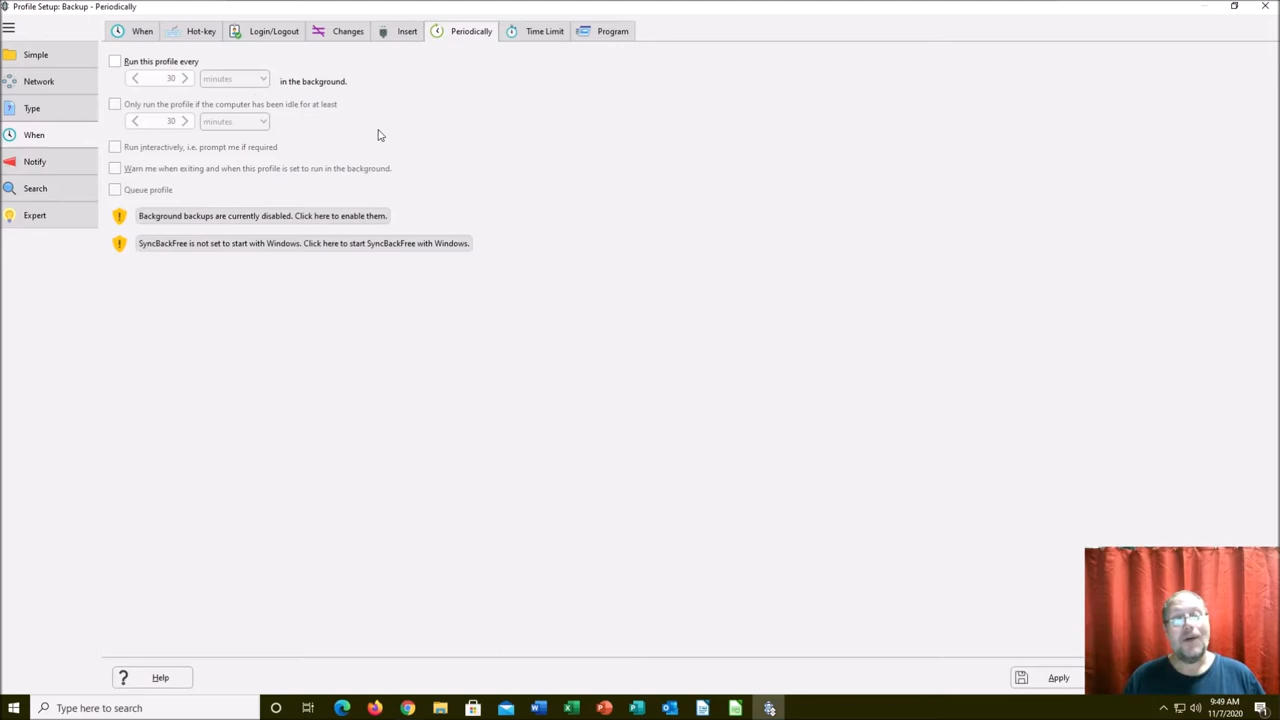 Profile Setup: Backup - Periodically
When
Hot-key
Login/Logout
Changes
Insert
Periodically
Time Limit
Program
Simple
Network
Type
When
Notify
Search
Expert
Run this profile every
30 minutes in the background.
Only run the profile if the computer has been idle for at least
30 minutes
Run interactively, i.e. prompt me if required
Warn me when exiting and when this profile is set to run in the background.
Queue profile
Background backups are currently disabled. Click here to enable them.
SyncBackFree is not set to start with Windows. Click here to start SyncBackFree with Windows.
? Help
Apply
Type here to search
9:49 AM
11/7/2020